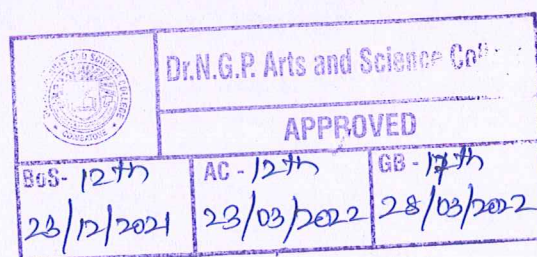 Dr.N.G.P. Arts and Science Coll
APPROVED
BoS- 12th
AC - 12th
GB - 17th
23/12/2021
23/03/2022
28/03/2022